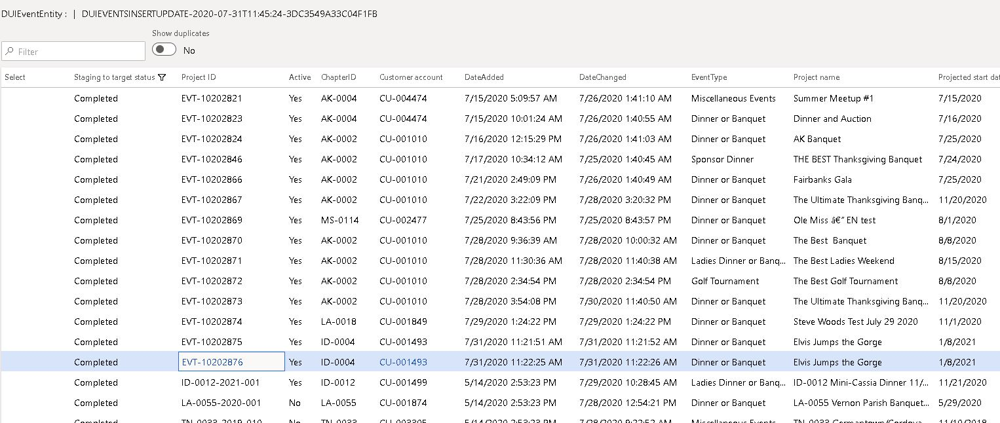 DUIEventEntity : | DUIEVENTSINSERTUPDATE-2020-07-31T11:45:24-3DC3549A33C04F1FB
Show duplicates
Filter No
Select Staging to target status Project ID Active ChapterID Customer account DateAdded DateChanged EventType Project name Projected start dat
Completed EVT-10202821 Yes AK-0004 CU-004474 7/15/2020 5:09:57 AM 7/26/2020 1:41:10 AM Miscellaneous Events Summer Meetup #1 7/15/2020
Completed EVT-10202823 Yes AK-0004 CU-004474 7/15/2020 10:01:24 AM 7/26/2020 1:40:55 AM Dinner or Banquet Dinner and Auction 7/16/2020
Completed EVT-10202824 Yes AK-0002 CU-001010 7/16/2020 12:15:29 PM 7/26/2020 1:41:03 AM Dinner or Banquet AK Banquet 7/25/2020
Completed EVT-10202846 Yes AK-0002 CU-001010 7/17/2020 10:34:12 AM 7/25/2020 1:40:45 AM Sponsor Dinner THE BEST Thanksgiving Banquet 7/24/2020
Completed EVT-10202866 Yes AK-0002 CU-001010 7/21/2020 2:49:09 PM 7/26/2020 1:40:49 AM Dinner or Banquet Fairbanks Gala 7/25/2020
Completed EVT-10202867 Yes AK-0002 CU-001010 7/22/2020 3:22:09 PM 7/28/2020 3:20:32 PM Dinner or Banquet The Ultimate Thanksgiving Banq... 11/20/2020
Completed EVT-10202869 Yes MS-0114 CU-002477 7/25/2020 8:43:56 PM 7/25/2020 8:43:57 PM Dinner or Banquet Ole Miss â€" EN test 8/1/2020
Completed EVT-10202870 Yes AK-0002 CU-001010 7/28/2020 9:36:39 AM 7/28/2020 10:00:32 AM Dinner or Banquet The Best Banquet 8/8/2020
Completed EVT-10202871 Yes AK-0002 CU-001010 7/28/2020 11:30:36 AM 7/28/2020 11:40:38 AM Ladies Dinner or Banq... The Best Ladies Weekend 8/15/2020
Completed EVT-10202872 Yes AK-0002 CU-001010 7/28/2020 2:34:54 PM 7/28/2020 2:34:54 PM Golf Tournament The Best Golf Tournament 8/8/2020
Completed EVT-10202873 Yes AK-0002 CU-001010 7/28/2020 3:54:08 PM 7/30/2020 11:40:50 AM Dinner or Banquet The Ultimate Thanksgiving Banq... 11/20/2020
Completed EVT-10202874 Yes LA-0018 CU-001849 7/29/2020 1:24:22 PM 7/29/2020 1:24:22 PM Dinner or Banquet Steve Woods Test July 29 2020 11/1/2020
Completed EVT-10202875 Yes ID-0004 CU-001493 7/31/2020 11:21:51 AM 7/31/2020 11:21:52 AM Dinner or Banquet Elvis Jumps the Gorge 1/8/2021
Completed EVT-10202876 Yes ID-0004 CU-001493 7/31/2020 11:22:25 AM 7/31/2020 11:22:26 AM Dinner or Banquet Elvis Jumps the Gorge 1/8/2021
Completed ID-0012-2021-001 Yes ID-0012 CU-001499 5/14/2020 2:53:23 PM 7/29/2020 10:28:45 AM Ladies Dinner or Banq... ID-0012 Mini-Cassia Dinner 11/... 11/21/2020
Completed LA-0055-2020-001 No LA-0055 CU-001874 5/14/2020 2:53:23 PM 7/28/2020 12:54:21 PM Dinner or Banquet LA-0055 Vernon Parish Banquet... 5/29/2020
Completed TN-0033-2019-010 No TN-0033 5/14/2020 2:53:23 PM 7/28/2020 Miscellaneous Events TN-0033 11/10/2018